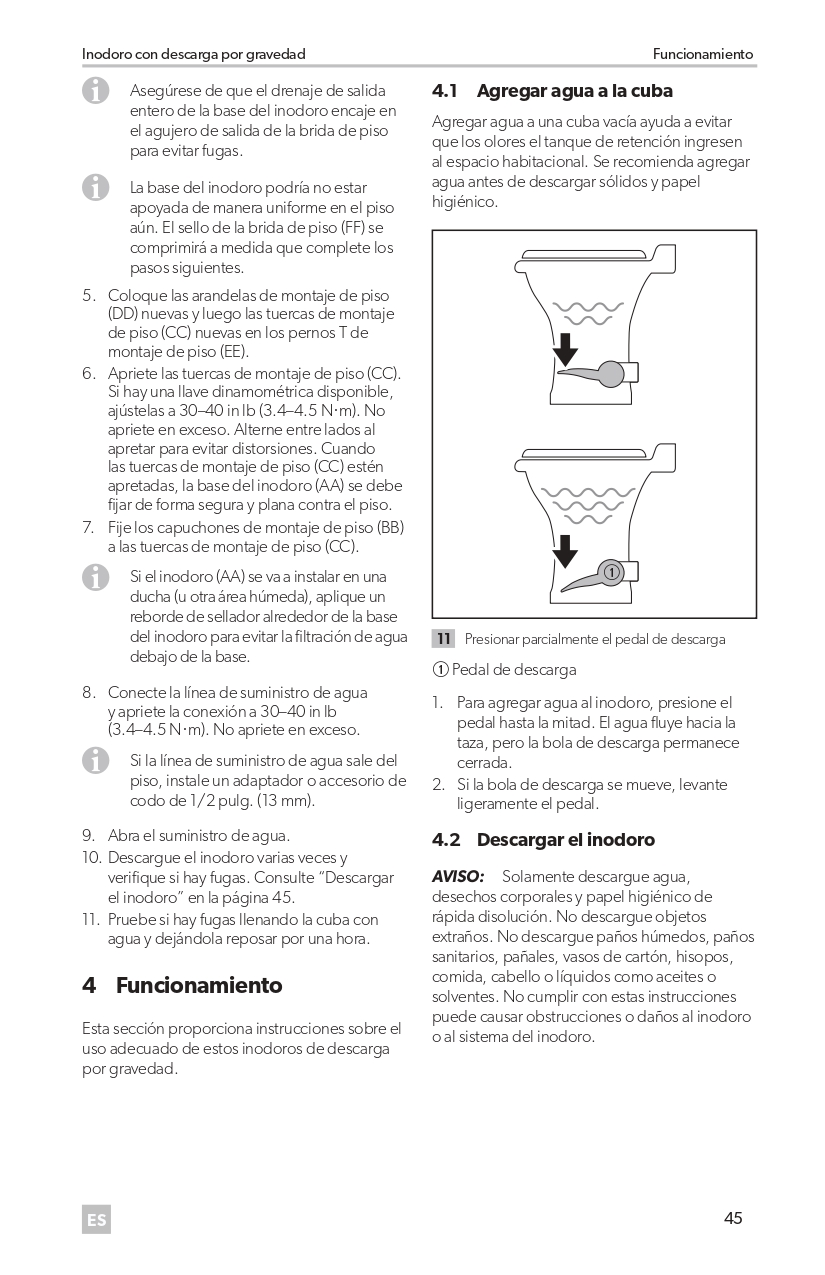 Inodoro con descarga por gravedad
Funcionamiento
Asegúrese de que el drenaje de salida
entero de la base del inodoro encaje en
el agujero de salida de la brida de piso
para evitar fugas.
La base del inodoro podría no estar
apoyada de manera uniforme en el piso
aún. El sello de la brida de piso (FF) se
comprimirá a medida que complete los
pasos siguientes.
5. Coloque las arandelas de montaje de piso
(DD) nuevas y luego las tuercas de montaje
de piso (CC) nuevas en los pernos T de
montaje de piso (EE).
6. Apriete las tuercas de montaje de piso (CC).
Si hay una llave dinamométrica disponible,
ajústelas a 30–40 in lb (3.4–4.5 N·m). No
apriete en exceso. Alterne entre lados al
apretar para evitar distorsiones. Cuando
las tuercas de montaje de piso (CC) estén
apretadas, la base del inodoro (AA) se debe
fijar de forma segura y plana contra el piso.
7. Fije los capuchones de montaje de piso (BB)
a las tuercas de montaje de piso (CC).
Si el inodoro (AA) se va a instalar en una
ducha (u otra área húmeda), aplique un
reborde de sellador alrededor de la base
del inodoro para evitar la filtración de agua
debajo de la base.
8. Conecte la línea de suministro de agua
y apriete la conexión a 30–40 in lb
(3.4–4.5 N·m). No apriete en exceso.
Si la línea de suministro de agua sale del
piso, instale un adaptador o accesorio de
codo de 1/2 pulg. (13 mm).
9. Abra el suministro de agua.
10. Descargue el inodoro varias veces y
verifique si hay fugas. Consulte “Descargar
el inodoro” en la página 45.
11. Pruebe si hay fugas llenando la cuba con
agua y dejándola reposar por una hora.
4 Funcionamiento
Esta sección proporciona instrucciones sobre el
uso adecuado de estos inodoros de descarga
por gravedad.
4.1 Agregar agua a la cuba
Agregar agua a una cuba vacía ayuda a evitar
que los olores el tanque de retención ingresen
al espacio habitacional. Se recomienda agregar
agua antes de descargar sólidos y papel
higiénico.
1
11 Presionar parcialmente el pedal de descarga
① Pedal de descarga
1. Para agregar agua al inodoro, presione el
pedal hasta la mitad. El agua fluye hacia la
taza, pero la bola de descarga permanece
cerrada.
2. Si la bola de descarga se mueve, levante
ligeramente el pedal.
4.2 Descargar el inodoro
AVISO: Solamente descargue agua,
desechos corporales y papel higiénico de
rápida disolución. No descargue objetos
extraños. No descargue paños húmedos, paños
sanitarios, pañales, vasos de cartón, hisopos,
comida, cabello o líquidos como aceites o
solventes. No cumplir con estas instrucciones
puede causar obstrucciones o daños al inodoro
o al sistema del inodoro.
ES
45